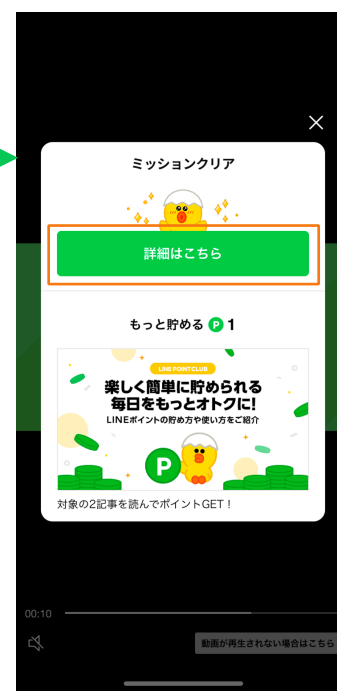 ミッションクリア
詳細はこちら
もっと貯める P 1
LINE POINT CLUB
楽しく簡単に貯められる
毎日をもっとオトクに!
LINEポイントの貯め方や使い方をご紹介
P
対象の2記事を読んでポイントGET!
00:10
動画が再生されない場合はこちら